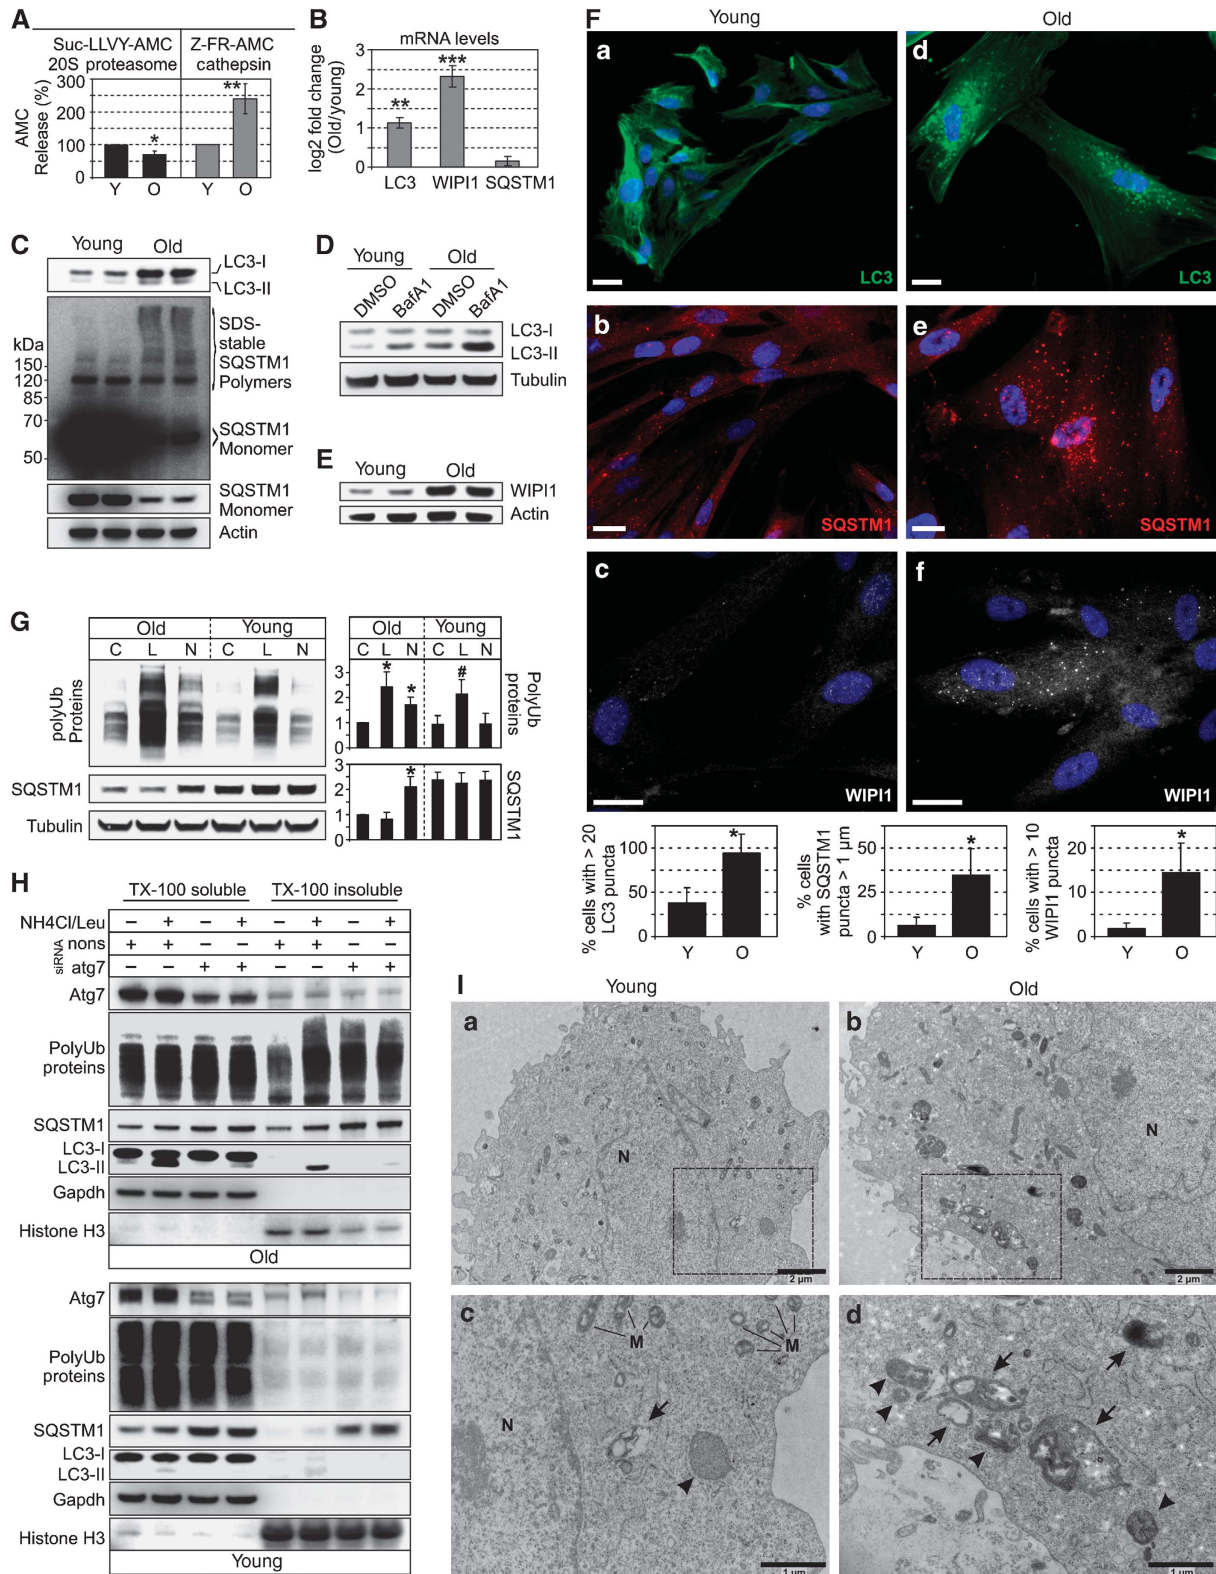 A
Suc-LLVY-AMC
20S proteasome
Z-FR-AMC
cathepsin
AMC
Release (%)
300
200
100
0
*
**
Y O Y O
B
mRNA levels
log2 fold change
(Old/young)
3
2
1
0
**
***
LC3 WIPI1 SQSTM1
C
Young Old
LC3-I
LC3-II
kDa
150
120
85
70
50
SDS-
stable
SQSTM1
Polymers
SQSTM1
Monomer
SQSTM1
Monomer
Actin
D
Young Old
DMSO BafA1 DMSO BafA1
LC3-I
LC3-II
Tubulin
E
Young Old
WIPI1
Actin
F
Young Old
a
LC3
d
LC3
b
SQSTM1
e
SQSTM1
c
WIPI1
f
WIPI1
% cells with > 20
LC3 puncta
100
50
0
*
Y O
% cells
with SQSTM1
puncta > 1 µm
75
50
25
0
*
Y O
% cells with > 10
WIPI1 puncta
20
10
0
*
Y O
G
Old Young
C L N C L N
polyUb
Proteins
SQSTM1
Tubulin
Old Young
C L N C L N
3
2
1
0
* * #
PolyUb
proteins
3
2
1
0
*
SQSTM1
H
TX-100 soluble TX-100 insoluble
NH4Cl/Leu – + – + – + – +
siRNA nons + + – – + + – –
atg7 – – + + – – + +
Atg7
PolyUb
proteins
SQSTM1
LC3-I
LC3-II
Gapdh
Histone H3
Old
Atg7
PolyUb
proteins
SQSTM1
LC3-I
LC3-II
Gapdh
Histone H3
Young
I
Young Old
a
N
2 µm
b
N
2 µm
c
M
M
N
1 µm
d
1 µm